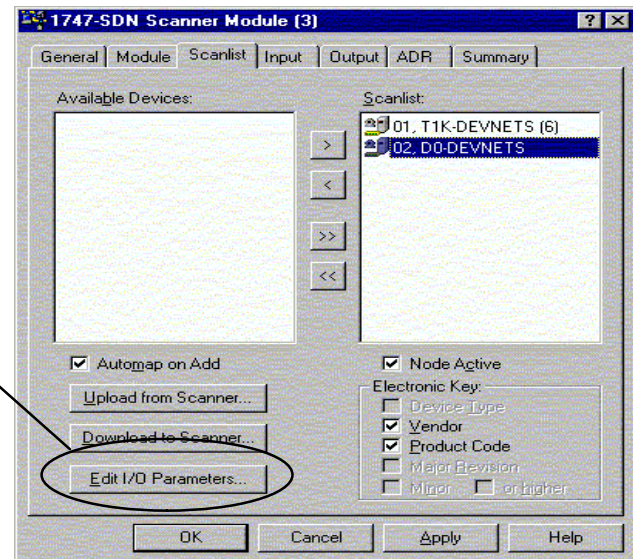 1747-SDN Scanner Module (3)
General Module Scanlist Input Output ADR Summary
Available Devices:
Scanlist:
01, T1K-DEVNETS (6)
02, D0-DEVNETS
>
<
>>
<<
Automap on Add
Node Active
Upload from Scanner...
Download to Scanner...
Edit I/O Parameters...
Electronic Key:
Device Type
Vendor
Product Code
Major Revision
Minor or higher
OK Cancel Apply Help